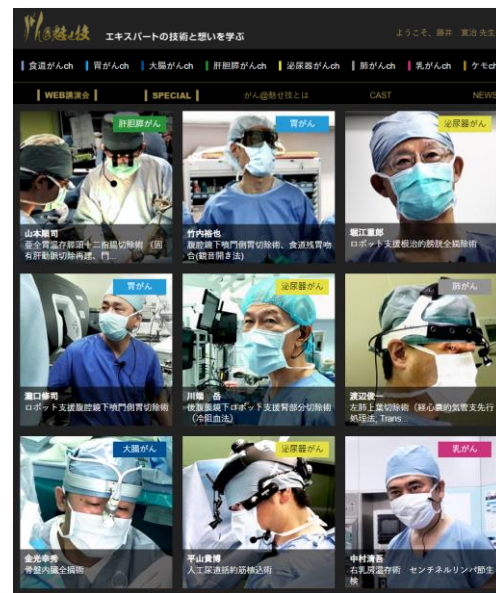 がん@魅せ技
エキスパートの技術と想いを学ぶ
ようこそ、藤井 寛治 先生
食道がんch 胃がんch 大腸がんch 肝胆膵がんch 泌尿器がんch 肺がんch 乳がんch ケモch
WEB講演会 SPECIAL がん@魅せ技とは CAST NEWS
肝胆膵がん
山本順司
亜全胃温存膵頭十二指腸切除術 (固
有肝動脈切除再建、門...
胃がん
竹内裕也
腹腔鏡下噴門側胃切除術、食道残胃吻
合(観音開き法)
泌尿器がん
堀江重郎
ロボット支援根治的膀胱全摘除術
胃がん
瀧口修司
ロボット支援腹腔鏡下噴門側胃切除術
泌尿器がん
川端 岳
後腹膜鏡下ロボット支援腎部分切除術
(冷阻血法)
肺がん
渡辺俊一
左肺上葉切除術(経心嚢的気管支先行
処理法, Trans...
大腸がん
金光幸秀
骨盤内臓全摘術
泌尿器がん
平山貴博
人工尿道括約筋植込術
乳がん
中村清吾
右乳房温存術 センチネルリンパ節生
検